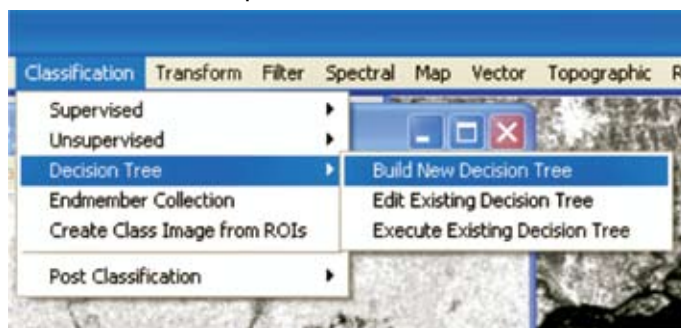 Classification Transform Filter Spectral Map Vector Topographic R
Supervised
Unsupervised
Decision Tree
Endmember Collection
Create Class Image from ROIs
Post Classification
Build New Decision Tree
Edit Existing Decision Tree
Execute Existing Decision Tree